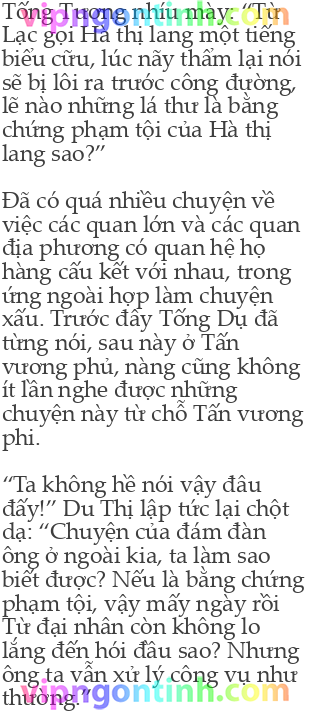 Tống Tương nhíu mày: “Từ
Lạc gọi Hà thị lang một tiếng
biểu cữu, lúc nãy thẩm lại nói
sẽ bị lôi ra trước công đường,
lẽ nào những lá thư là bằng
chứng phạm tội của Hà thị
lang sao?”
Đã có quá nhiều chuyện về
việc các quan lớn và các quan
địa phương có quan hệ họ
hàng cấu kết với nhau, trong
ứng ngoài hợp làm chuyện
xấu. Trước đây Tống Dụ đã
từng nói, sau này ở Tấn
vương phủ, nàng cũng không
ít lần nghe được những
chuyện này từ chỗ Tấn vương
phi.
“Ta không hề nói vậy đâu
đấy!” Du Thị lập tức lại chột
dạ: “Chuyện của đám đàn
ông ở ngoài kia, ta làm sao
biết được? Nếu là bằng chứng
phạm tội, vậy mấy ngày rồi
Từ đại nhân còn không lo
lắng đến hói đầu sao? Nhưng
ông ta vẫn xử lý công vụ như
thường.”
vipngontinh.com
vipngontinh.com